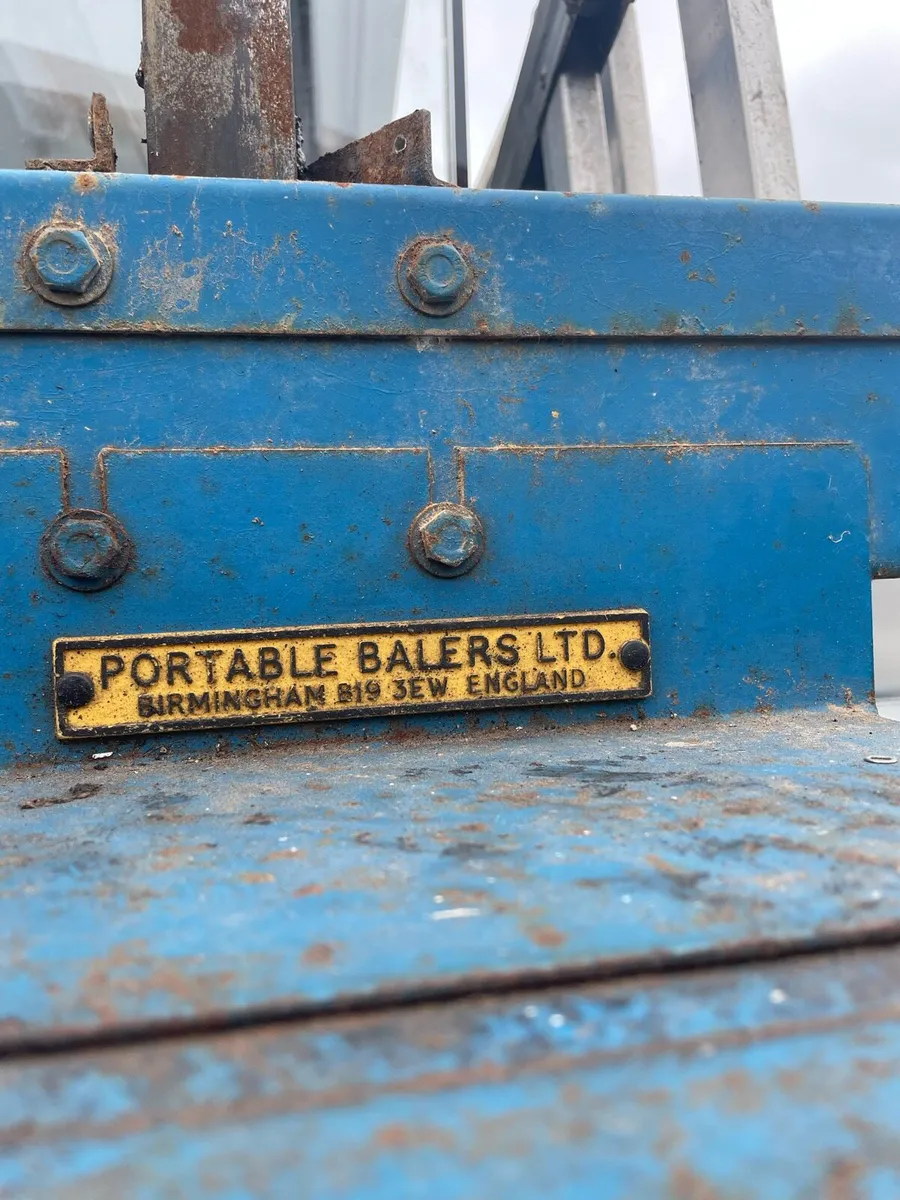 PORTABLE BALERS LTD.
BIRMINGHAM B19 3EW ENGLAND